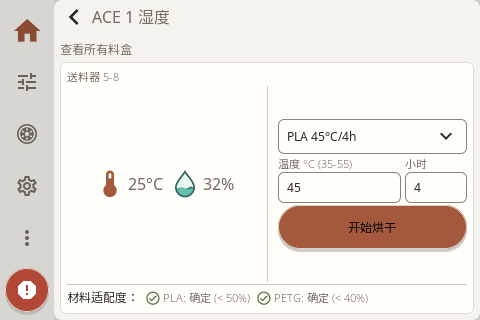 ACE 1 湿度
查看所有料盒
送料器 5-8
25°C 32%
PLA 45°C/4h
温度 °C (35-55) 小时
45 4
开始烘干
材料适配度： PLA: 确定 (< 50%) PETG: 确定 (< 40%)